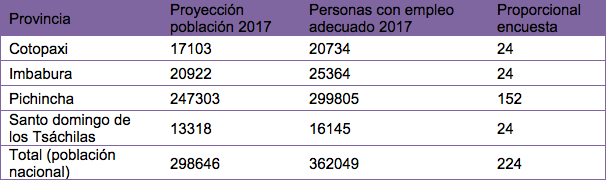 Provincia Proyección población 2017 Personas con empleo adecuado 2017 Proporcional encuesta
Cotopaxi 17103 20734 24
Imbabura 20922 25364 24
Pichincha 247303 299805 152
Santo domingo de los Tsáchilas 13318 16145 24
Total (población nacional) 298646 362049 224